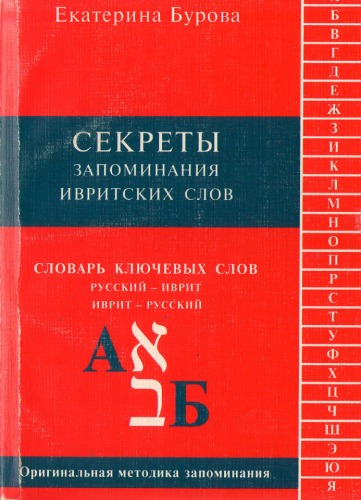 Екатерина Бурова
СЕКРЕТЫ
ЗАПОМИНАНИЯ
ИВРИТСКИХ СЛОВ
СЛОВАРЬ КЛЮЧЕВЫХ СЛОВ
РУССКИЙ – ИВРИТ
ИВРИТ – РУССКИЙ
А א
ב Б
Оригинальная методика запоминания
Б
В
Г
Д
Е
Ж
З
И
К
Л
М
Н
О
П
Р
С
Т
У
Ф
Х
Ц
Ч
Ш
Э
Ю
Я